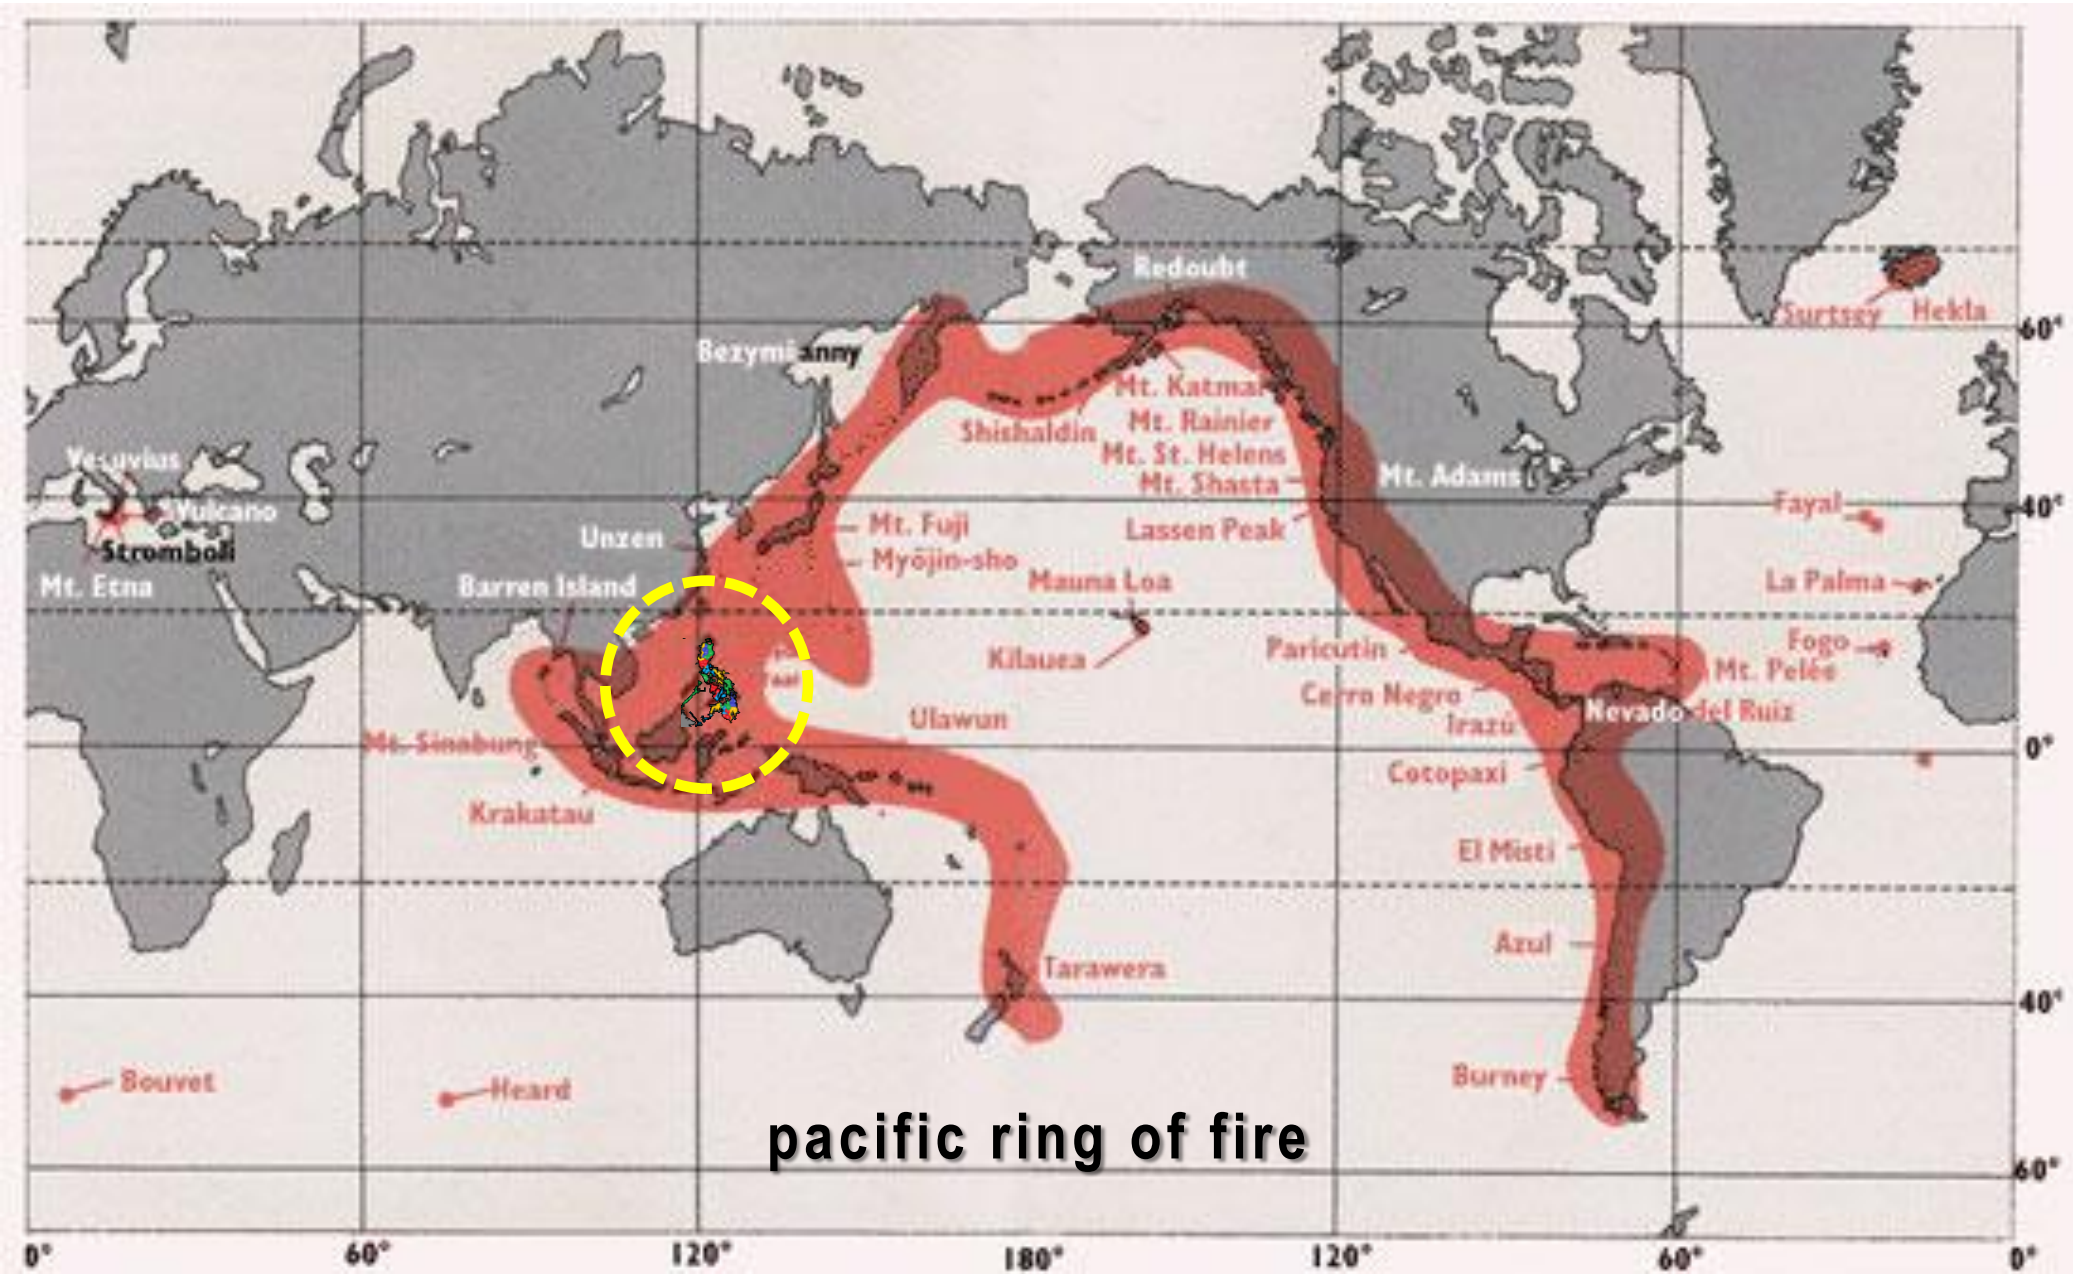 Redoubt
Surtsey
Hekla
60°
Bezymianny
Mt. Katmai
Shishaldin
Mt. Rainier
Mt. St. Helens
Mt. Shasta
Mt. Adams
Vesuvius
Vulcano
Stromboli
Mt. Etna
Fayal
40°
Unzen
Mt. Fuji
Lassen Peak
Myōjin-sho
Barren Island
Mauna Loa
La Palma
Kilauea
Paricutin
Fogo
Mt. Pelée
Taal
Cerro Negro
Nevado del Ruiz
Ulawun
Irazú
Mt. Sinabung
0°
Cotopaxi
Krakatau
El Misti
Azul
Tarawera
40°
Bouvet
Heard
Burney
pacific ring of fire
60°
0°
60°
120°
180°
120°
60°
0°